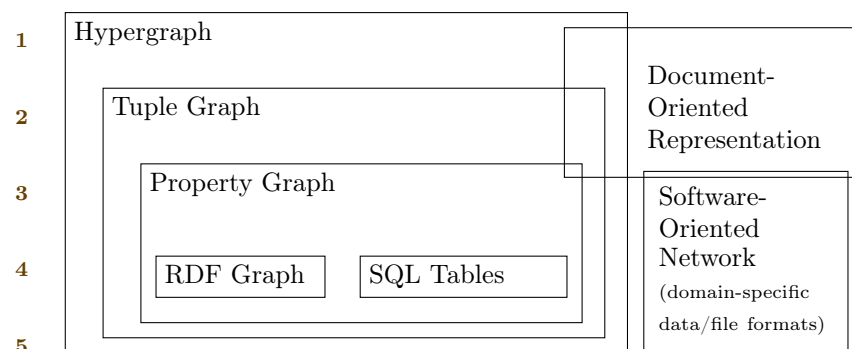 1
Hypergraph
Document-
Oriented
Representation
2
Tuple Graph
3
Property Graph
Software-
Oriented
Network
(domain-specific
data/file formats)
4
RDF Graph
SQL Tables
5